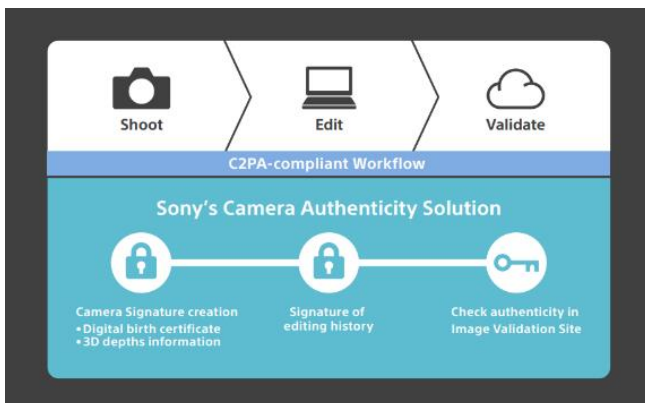 Shoot
Edit
Validate
C2PA-compliant Workflow
Sony's Camera Authenticity Solution
Camera Signature creation
•Digital birth certificate
•3D depths information
Signature of
editing history
Check authenticity in
Image Validation Site